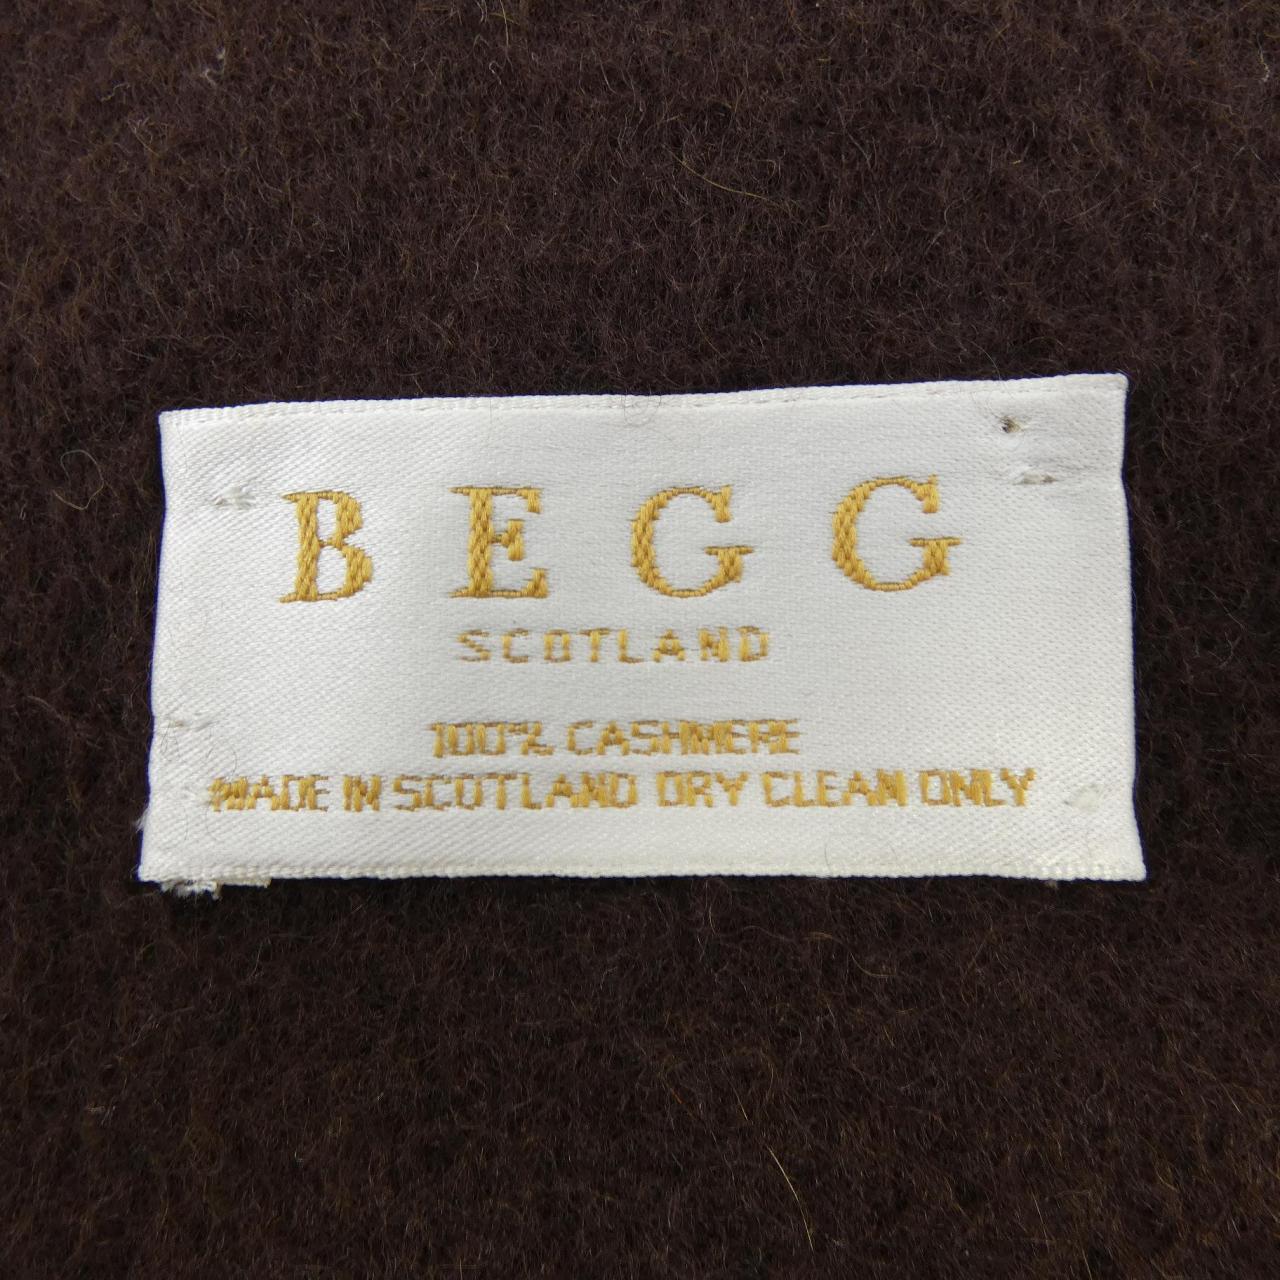 BEGG
SCOTLAND
100% CASHMERE
MADE IN SCOTLAND DRY CLEAN ONLY